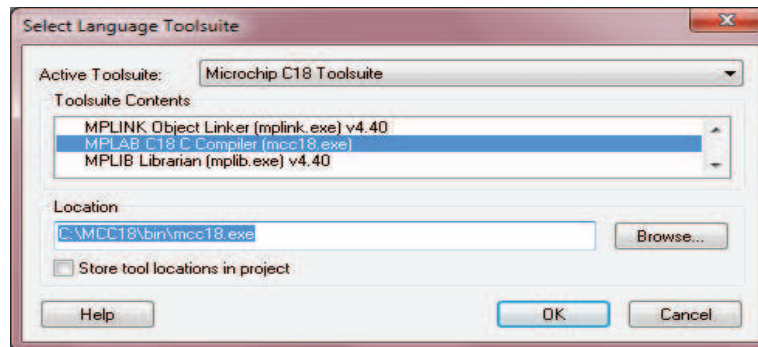 Select Language Toolsuite
Active Toolsuite: Microchip C18 Toolsuite
Toolsuite Contents
MPLINK Object Linker (mplink.exe) v4.40
MPLAB C18 C Compiler (mcc18.exe)
MPLIB Librarian (mplib.exe) v4.40
Location
C:\MCC18\bin\mcc18.exe Browse...
Store tool locations in project
Help OK Cancel